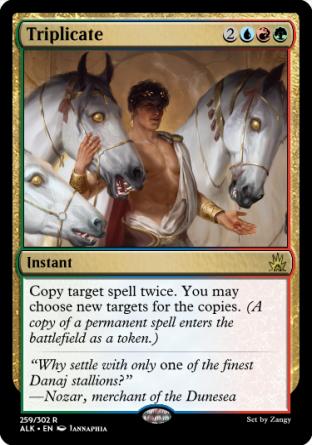 Triplicate 2
Instant
Copy target spell twice. You may
choose new targets for the copies. (A
copy of a permanent spell enters the
battlefield as a token.)
“Why settle with only one of the finest
Danaj stallions?”
—Nozar, merchant of the Dunesea
259/302 R
ALK • EN IANNAPHIA
Set by Zangy